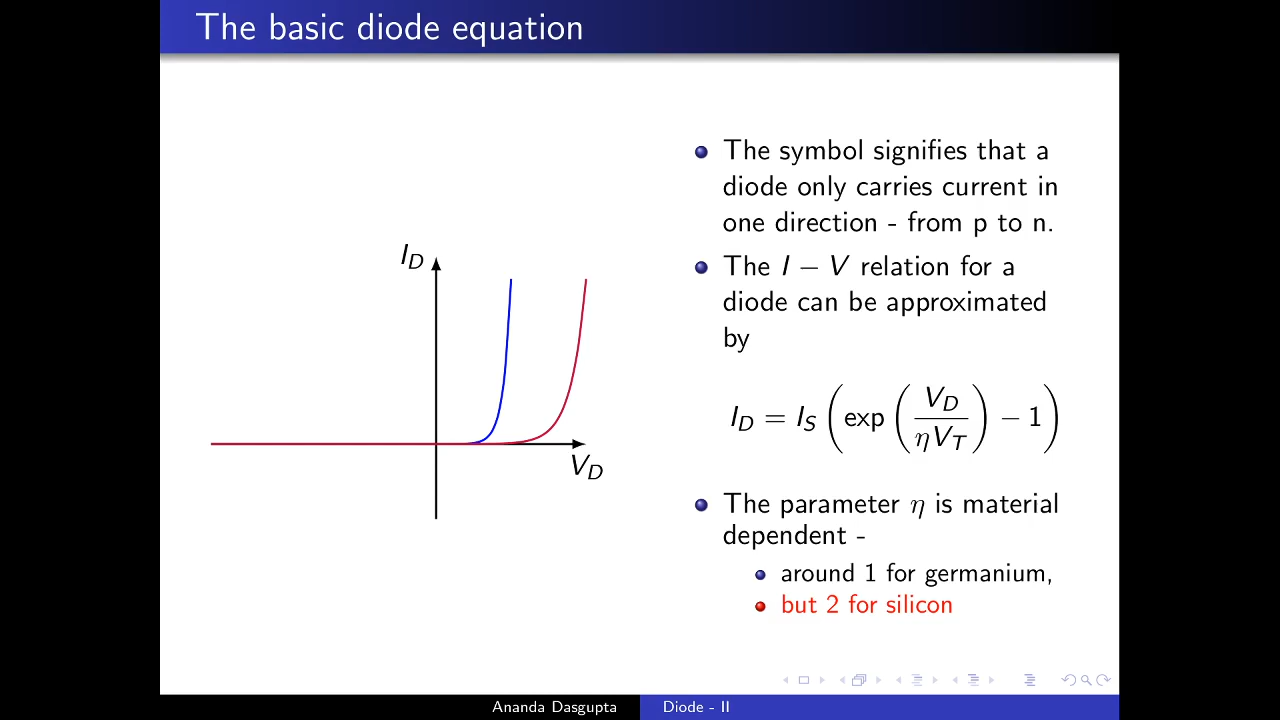 The basic diode equation
The symbol signifies that a
diode only carries current in
one direction - from p to n.
The I − V relation for a
diode can be approximated
by
I_D = I_S ( exp ( V_D / ηV_T ) − 1 )
The parameter η is material
dependent -
around 1 for germanium,
but 2 for silicon
I_D
V_D
Ananda Dasgupta
Diode - II